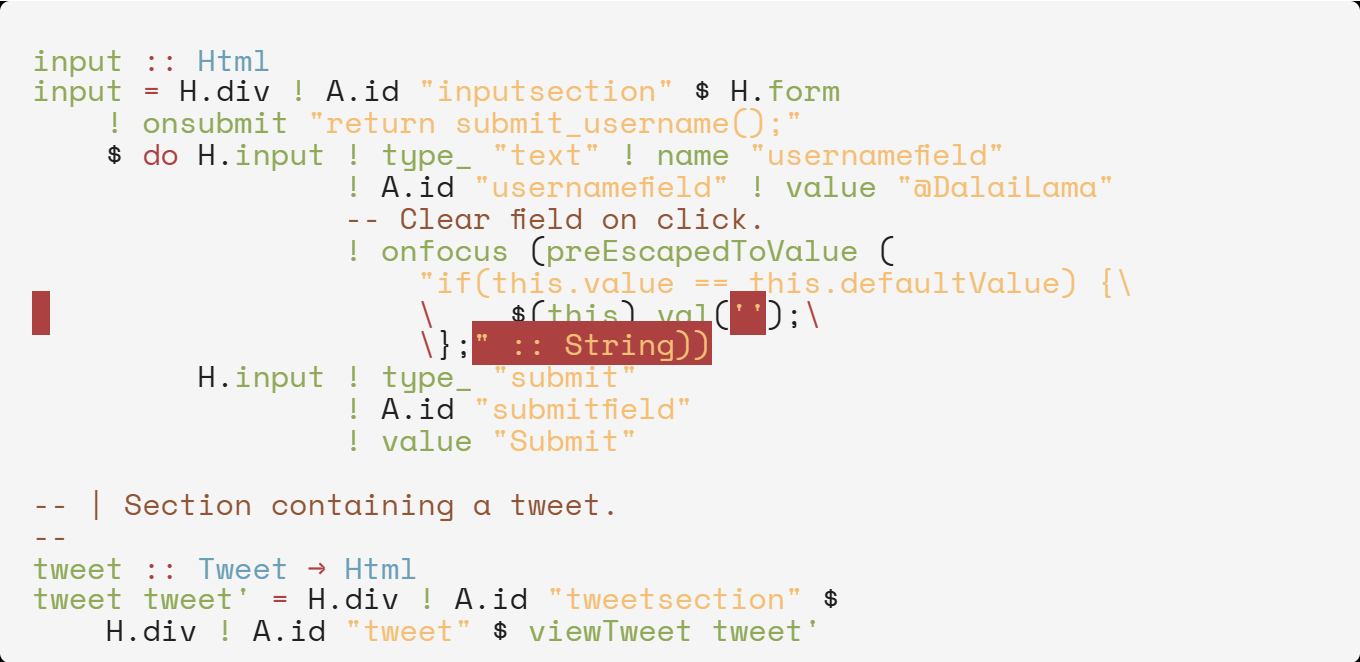 input :: Html
input = H.div ! A.id "inputsection" $ H.form
    ! onsubmit "return submit_username();"
    $ do H.input ! type_ "text" ! name "usernamefield"
                 ! A.id "usernamefield" ! value "@DalaiLama"
                 -- Clear field on click.
                 ! onfocus (preEscapedToValue (
                     "if(this.value == this.defaultValue) {\
                     \    $(this).val('');\
                     \};" :: String))
         H.input ! type_ "submit"
                 ! A.id "submitfield"
                 ! value "Submit"

-- | Section containing a tweet.
--
tweet :: Tweet → Html
tweet tweet' = H.div ! A.id "tweetsection" $
    H.div ! A.id "tweet" $ viewTweet tweet'